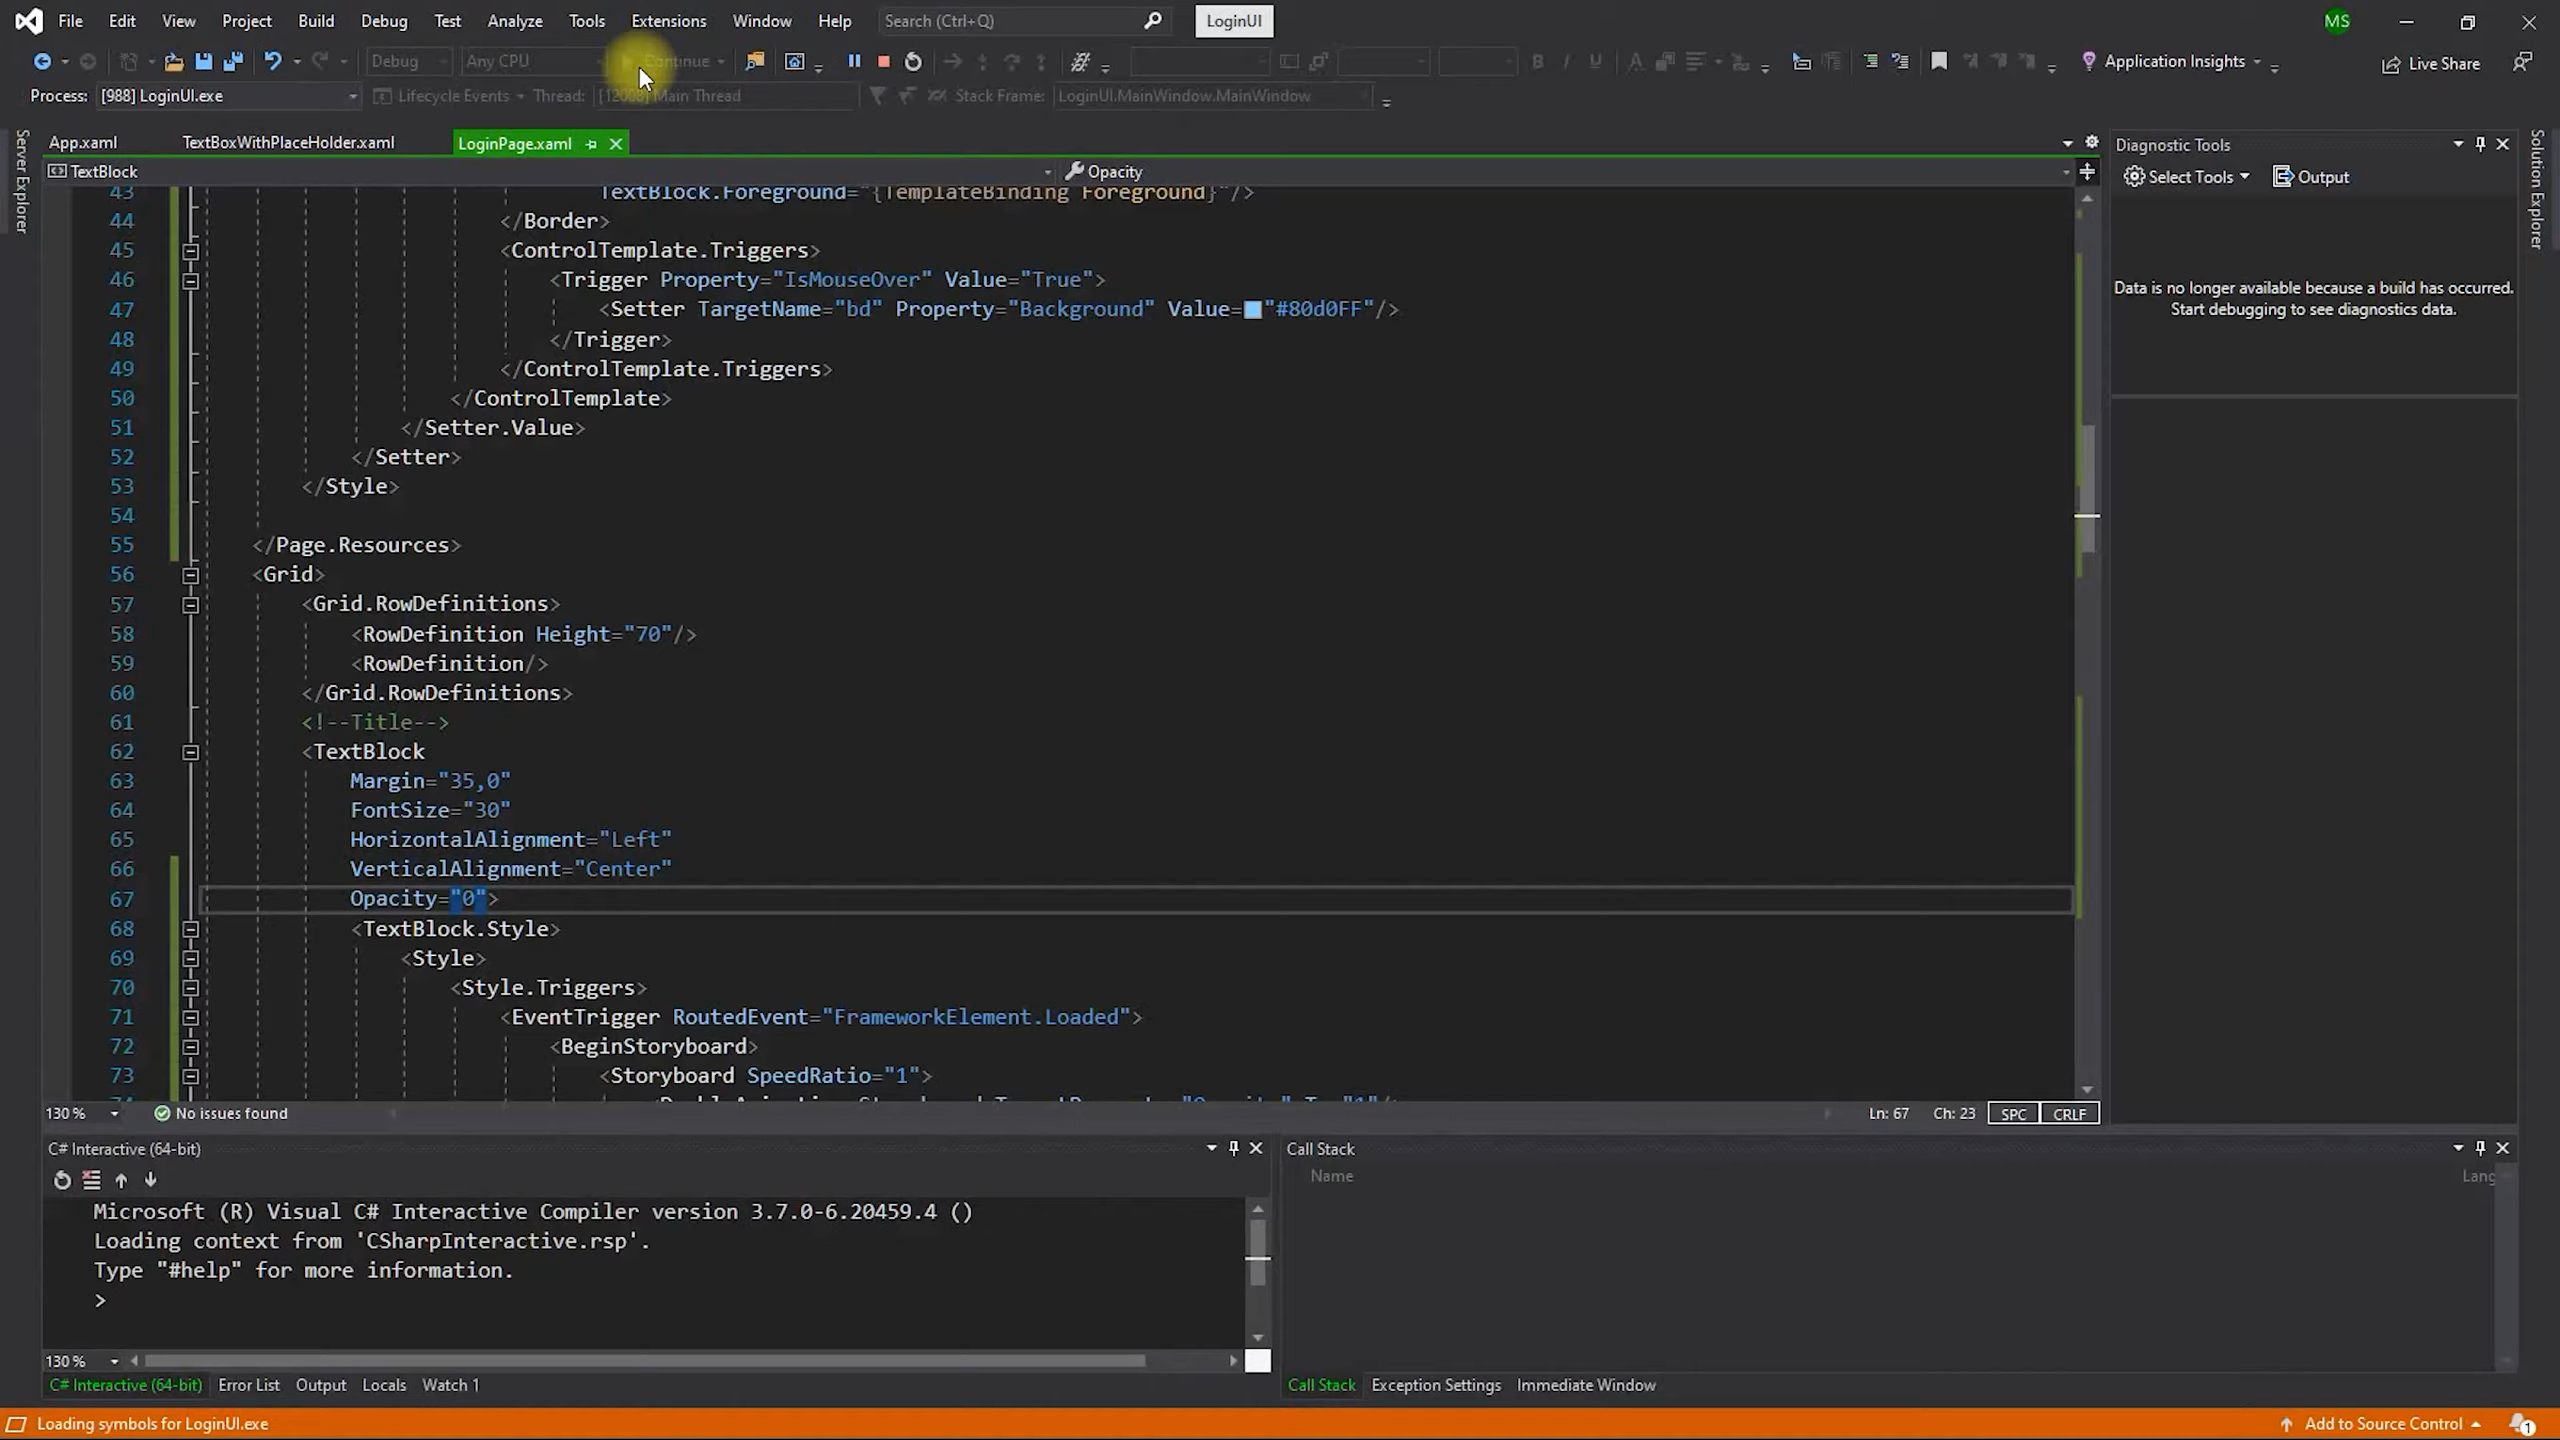 File Edit View Project Build Debug Test Analyze Tools Extensions Window Help Search (Ctrl+Q) LoginUI MS
Debug Any CPU Continue Application Insights Live Share
Process: [988] LoginUI.exe Lifecycle Events Thread: Main Thread Stack Frame: LoginUI.MainWindow.MainWindow
Server Explorer
App.xaml TextBoxWithPlaceHolder.xaml LoginPage.xaml
TextBlock Opacity
43 TextBlock.Foreground="{TemplateBinding Foreground}"/>
44 </Border>
45 <ControlTemplate.Triggers>
46 <Trigger Property="IsMouseOver" Value="True">
47 <Setter TargetName="bd" Property="Background" Value="#80d0FF"/>
48 </Trigger>
49 </ControlTemplate.Triggers>
50 </ControlTemplate>
51 </Setter.Value>
52 </Setter>
53 </Style>
54
55 </Page.Resources>
56 <Grid>
57 <Grid.RowDefinitions>
58 <RowDefinition Height="70"/>
59 <RowDefinition/>
60 </Grid.RowDefinitions>
61 <!--Title-->
62 <TextBlock
63 Margin="35,0"
64 FontSize="30"
65 HorizontalAlignment="Left"
66 VerticalAlignment="Center"
67 Opacity="0">
68 <TextBlock.Style>
69 <Style>
70 <Style.Triggers>
71 <EventTrigger RoutedEvent="FrameworkElement.Loaded">
72 <BeginStoryboard>
73 <Storyboard SpeedRatio="1">
130 % No issues found Ln: 67 Ch: 23 SPC CRLF
Diagnostic Tools
Select Tools Output
Data is no longer available because a build has occurred.
Start debugging to see diagnostics data.
Solution Explorer
C# Interactive (64-bit)
Microsoft (R) Visual C# Interactive Compiler version 3.7.0-6.20459.4 ()
Loading context from 'CSharpInteractive.rsp'.
Type "#help" for more information.
>
130 %
C# Interactive (64-bit) Error List Output Locals Watch 1
Call Stack
Name Lang
Call Stack Exception Settings Immediate Window
Loading symbols for LoginUI.exe Add to Source Control 1